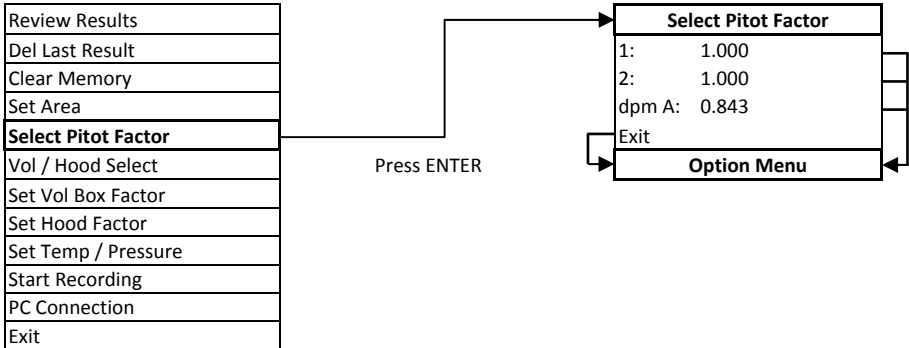 Review Results
Del Last Result
Clear Memory
Set Area
Select Pitot Factor
Vol / Hood Select
Set Vol Box Factor
Set Hood Factor
Set Temp / Pressure
Start Recording
PC Connection
Exit
Press ENTER
Select Pitot Factor
1: 1.000
2: 1.000
dpm A: 0.843
Exit
Option Menu